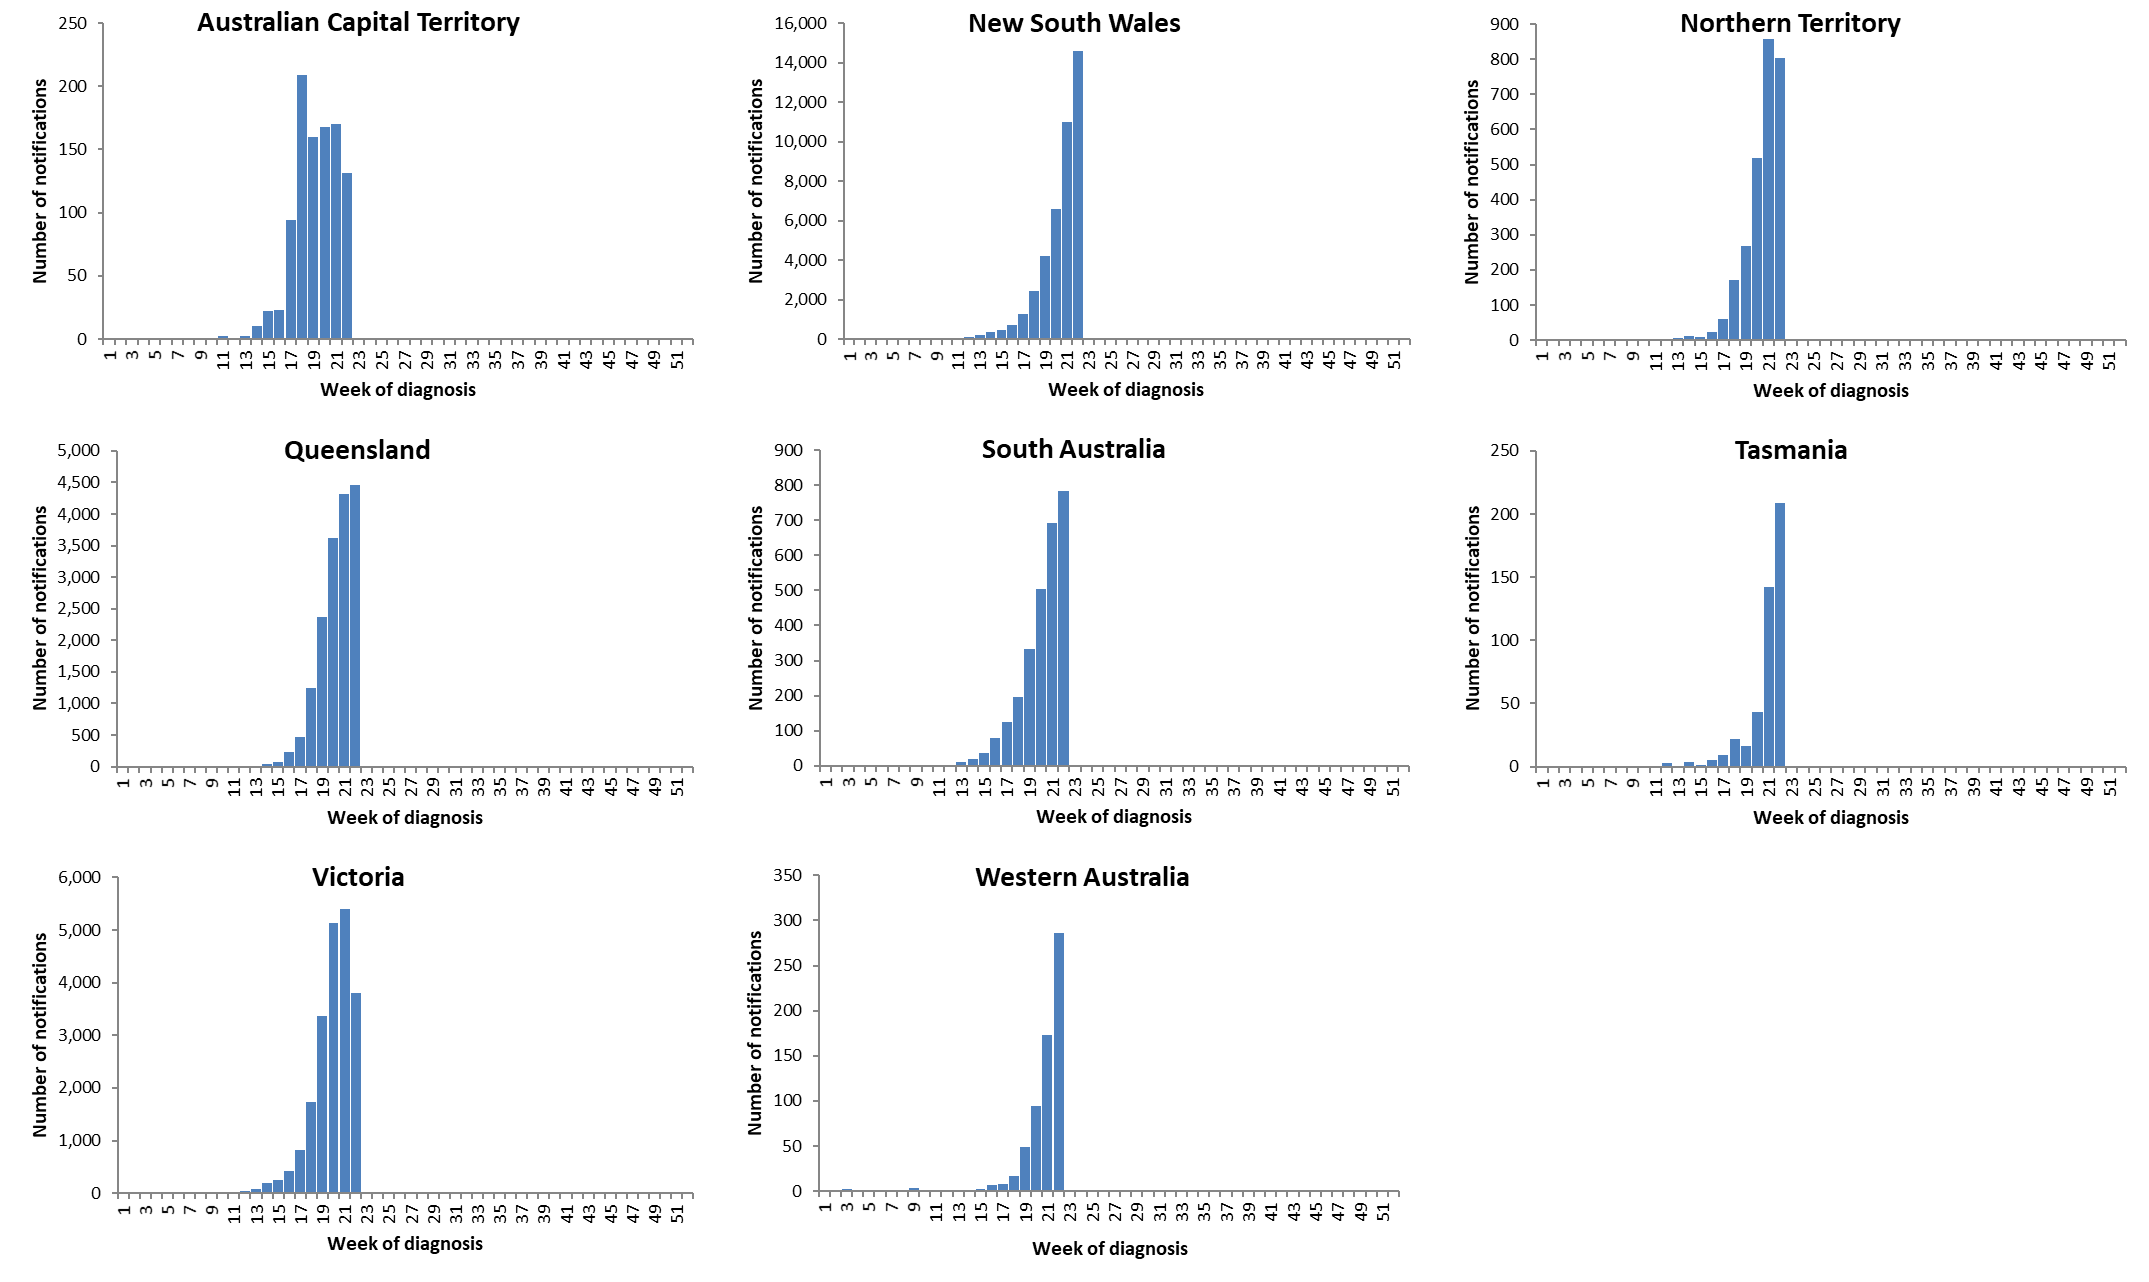 Australian Capital Territory
Number of notifications
250
200
150
100
50
0
1 3 5 7 9 11 13 15 17 19 21 23 25 27 29 31 33 35 37 39 41 43 45 47 49 51
Week of diagnosis
New South Wales
Number of notifications
16,000
14,000
12,000
10,000
8,000
6,000
4,000
2,000
0
1 3 5 7 9 11 13 15 17 19 21 23 25 27 29 31 33 35 37 39 41 43 45 47 49 51
Week of diagnosis
Northern Territory
Number of notifications
900
800
700
600
500
400
300
200
100
0
1 3 5 7 9 11 13 15 17 19 21 23 25 27 29 31 33 35 37 39 41 43 45 47 49 51
Week of diagnosis
Queensland
Number of notifications
5,000
4,500
4,000
3,500
3,000
2,500
2,000
1,500
1,000
500
0
1 3 5 7 9 11 13 15 17 19 21 23 25 27 29 31 33 35 37 39 41 43 45 47 49 51
Week of diagnosis
South Australia
Number of notifications
900
800
700
600
500
400
300
200
100
0
1 3 5 7 9 11 13 15 17 19 21 23 25 27 29 31 33 35 37 39 41 43 45 47 49 51
Week of diagnosis
Tasmania
Number of notifications
250
200
150
100
50
0
1 3 5 7 9 11 13 15 17 19 21 23 25 27 29 31 33 35 37 39 41 43 45 47 49 51
Week of diagnosis
Victoria
Number of notifications
6,000
5,000
4,000
3,000
2,000
1,000
0
1 3 5 7 9 11 13 15 17 19 21 23 25 27 29 31 33 35 37 39 41 43 45 47 49 51
Week of diagnosis
Western Australia
Number of notifications
350
300
250
200
150
100
50
0
1 3 5 7 9 11 13 15 17 19 21 23 25 27 29 31 33 35 37 39 41 43 45 47 49 51
Week of diagnosis